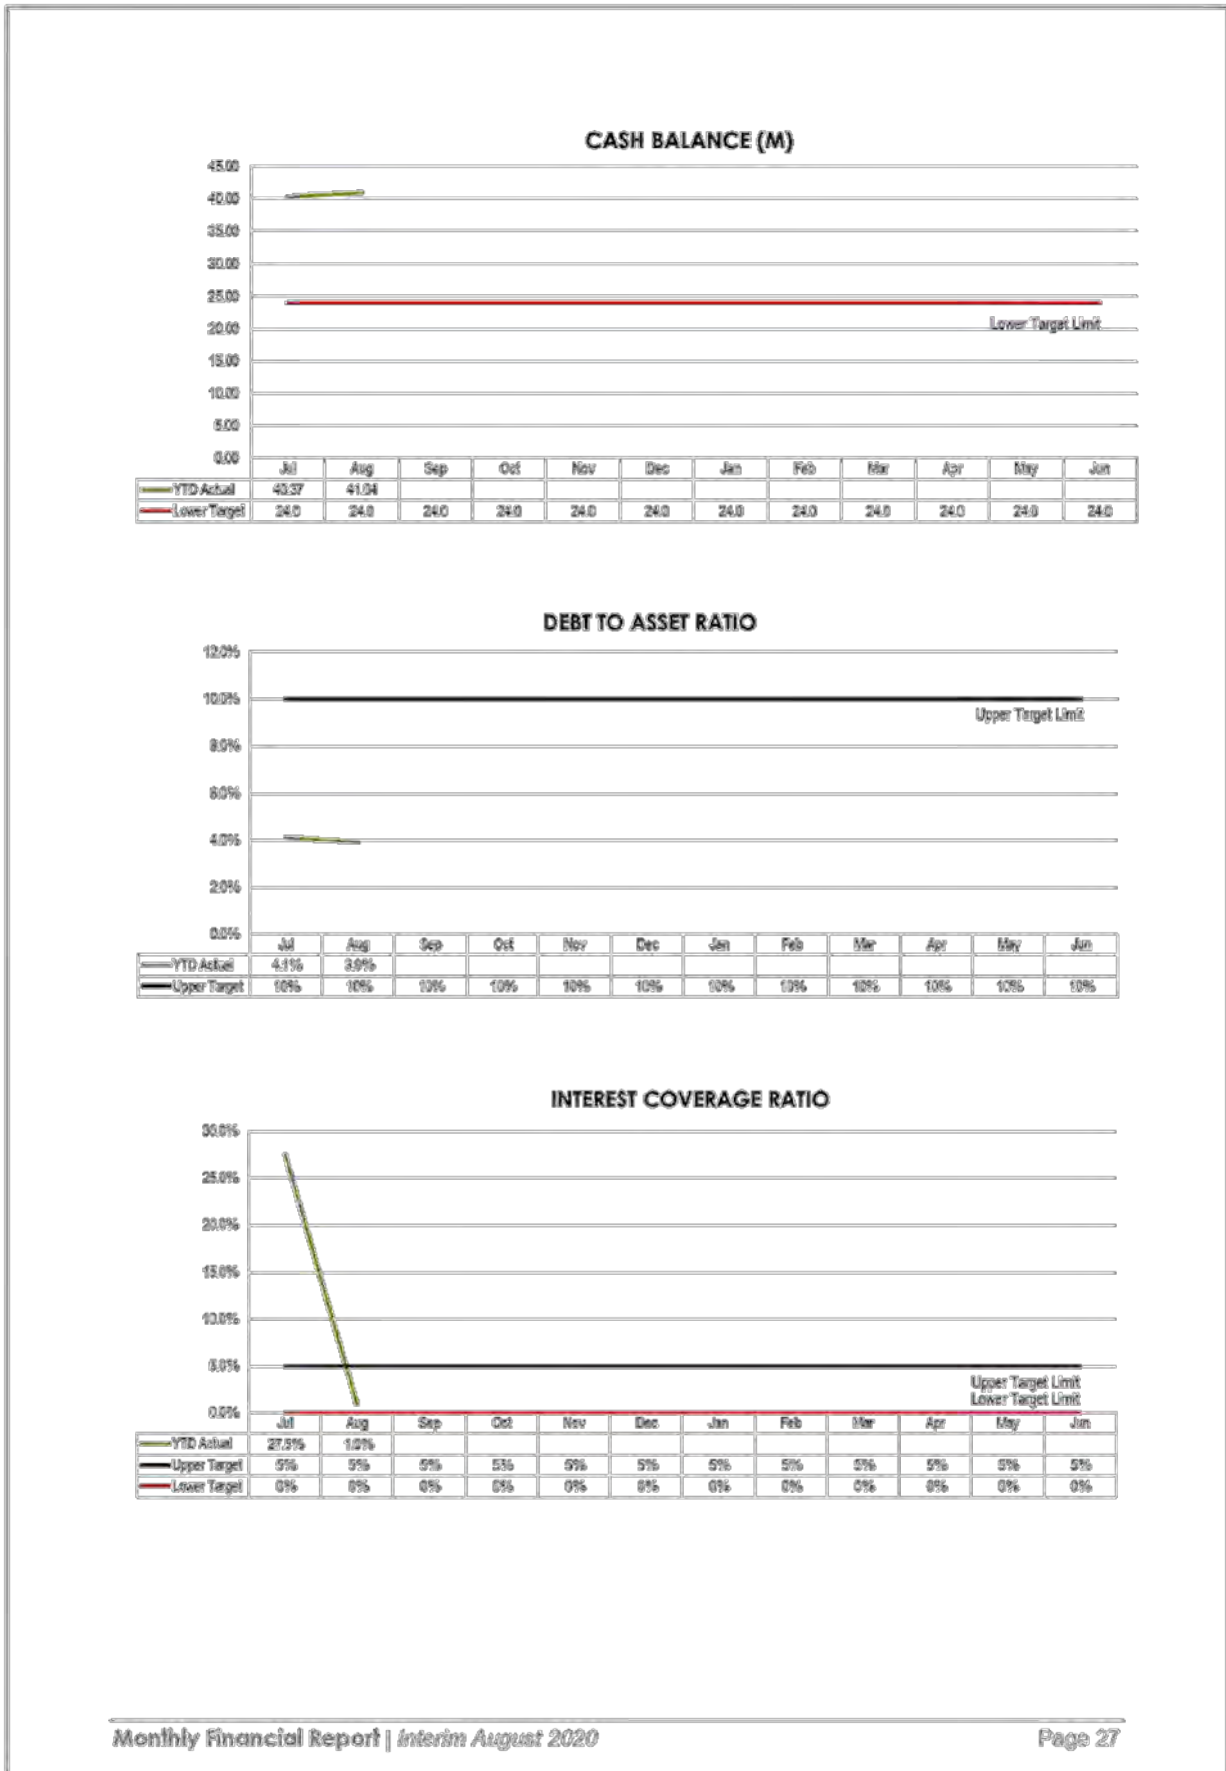 CASH BALANCE (M)
45.00
40.00
35.00
30.00
25.00
20.00
Lower Target Limit
15.00
10.00
5.00
0.00
Jul Aug Sep Oct Nov Dec Jan Feb Mar Apr May Jun
YTD Actual 40.37 41.04
Lower Target 24.0 24.0 24.0 24.0 24.0 24.0 24.0 24.0 24.0 24.0 24.0 24.0
DEBT TO ASSET RATIO
12.0%
10.0%
Upper Target Limit
8.0%
6.0%
4.0%
2.0%
0.0%
Jul Aug Sep Oct Nov Dec Jan Feb Mar Apr May Jun
YTD Actual 4.1% 3.9%
Upper Target 10% 10% 10% 10% 10% 10% 10% 10% 10% 10% 10% 10%
INTEREST COVERAGE RATIO
30.0%
25.0%
20.0%
15.0%
10.0%
5.0%
Upper Target Limit
Lower Target Limit
0.0%
Jul Aug Sep Oct Nov Dec Jan Feb Mar Apr May Jun
YTD Actual 1.0%
Upper Target 5% 5% 5% 5% 5% 5% 5% 5% 5% 5% 5% 5%
Lower Target 0% 0% 0% 0% 0% 0% 0% 0% 0% 0% 0% 0%
Monthly Financial Report | Interim August 2020
Page 27